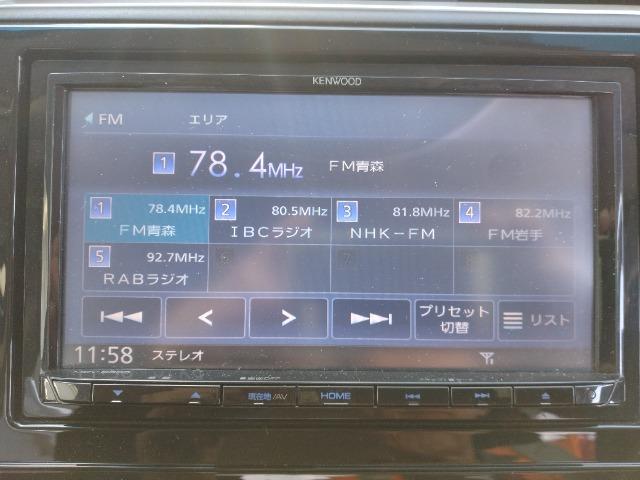 KENWOOD
FM エリア
1 78.4MHz FM青森
1 78.4MHz 2 80.5MHz 3 81.8MHz 4 82.2MHz
FM青森 IBCラジオ NHK-FM FM岩手
5 92.7MHz 6 7 8
RABラジオ
プリセット リスト
切替
11:58 ステレオ
現在地/AV HOME